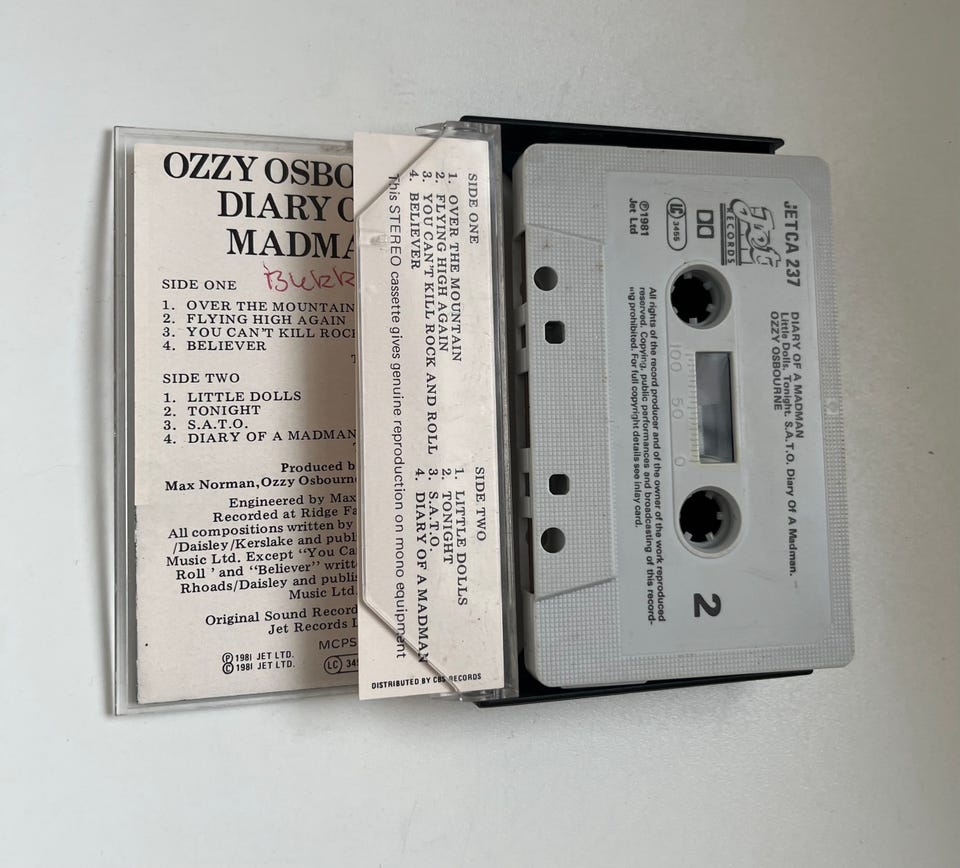 OZZY OSBO
DIARY O
MADMA
SIDE ONE
1. OVER THE MOUNTAIN
2. FLYING HIGH AGAIN
3. YOU CAN'T KILL ROC
4. BELIEVER
SIDE TWO
1. LITTLE DOLLS
2. TONIGHT
3. S.A.T.O.
4. DIARY OF A MADMAN
Produced b
Max Norman, Ozzy Osbourn
Engineered by Max
Recorded at Ridge Fa
All compositions written by
/Daisley/Kerslake and publi
Music Ltd. Except "You Ca
Roll' and "Believer" writt
Rhoads/Daisley and publis
Music Ltd.
Original Sound Record
Jet Records L
MCPS
Ⓟ 1981 JET LTD.
© 1981 JET LTD.
LC 345
SIDE ONE
1. OVER THE MOUNTAIN
2. FLYING HIGH AGAIN
3. YOU CAN'T KILL ROCK AND ROLL
4. BELIEVER
SIDE TWO
1. LITTLE DOLLS
2. TONIGHT
3. S.A.T.O.
4. DIARY OF A MADMAN
This STEREO cassette gives genuine reproduction on mono equipment
DISTRIBUTED BY CBS RECORDS
JETCA 237
Jet
RECORDS
LC 3455
Ⓟ1981
Jet Ltd
DIARY OF A MADMAN
Little Dolls. Tonight. S.A.T.O. Diary Of A Madman.
OZZY OSBOURNE
100 50 0
2
All rights of the record producer and of the owner of the work reproduced
reserved. Copying, public performances and broadcasting of this record-
ing prohibited. For full copyright details see inlay card.